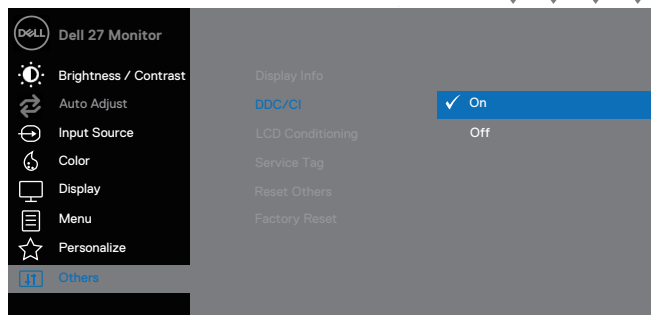 DELL Dell 27 Monitor
Brightness / Contrast
Auto Adjust
Input Source
Color
Display
Menu
Personalize
Others
Display Info
DDC/CI
LCD Conditioning
Service Tag
Reset Others
Factory Reset
On
Off